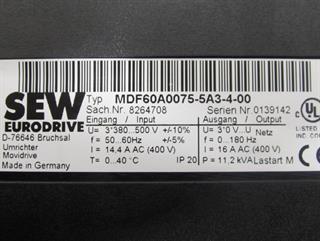 SEW
EURODRIVE
D-76646 Bruchsal
Umrichter
Movidrive
Made in Germany
Typ MDF60A0075-5A3-4-00
Sach.Nr. 8264708 Serien Nr. 0139142
Eingang / Input Ausgang / Output
U= 3*380...500 V +/-10% U= 3*0...U Netz
f = 50...60Hz +/-5% f = 0...180 Hz
I = 14.4 A AC (400 V) I = 16 A AC (400 V)
T= 0...40°C IP 20 P = 11,2 kVA Lastart M
UL
LISTED